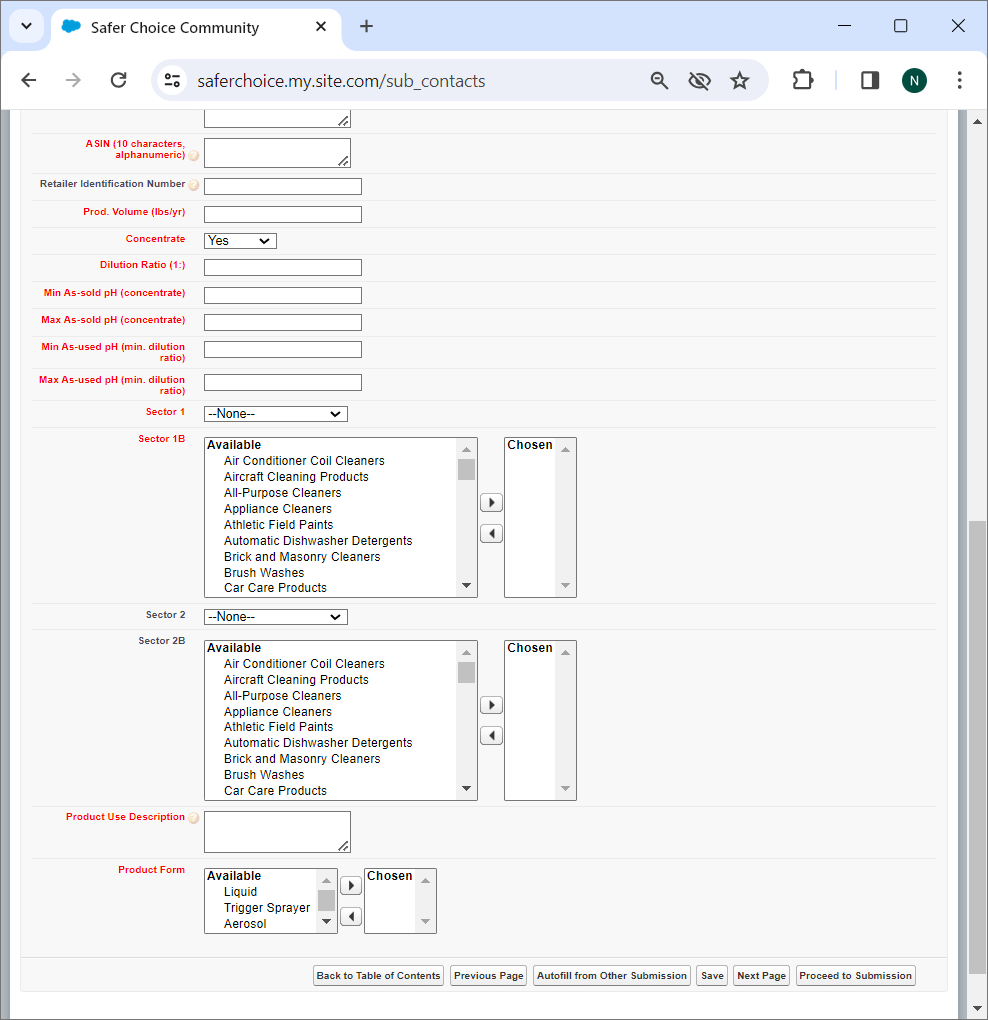 Safer Choice Community
saferchoice.my.site.com/sub_contacts
N
ASIN (10 characters,
alphanumeric)
?
Retailer Identification Number
?
Prod. Volume (lbs/yr)
Concentrate
Yes
Dilution Ratio (1:)
Min As-sold pH (concentrate)
Max As-sold pH (concentrate)
Min As-used pH (min. dilution
ratio)
Max As-used pH (min. dilution
ratio)
Sector 1
--None--
Sector 1B
Available
Air Conditioner Coil Cleaners
Aircraft Cleaning Products
All-Purpose Cleaners
Appliance Cleaners
Athletic Field Paints
Automatic Dishwasher Detergents
Brick and Masonry Cleaners
Brush Washes
Car Care Products
Chosen
Sector 2
--None--
Sector 2B
Available
Air Conditioner Coil Cleaners
Aircraft Cleaning Products
All-Purpose Cleaners
Appliance Cleaners
Athletic Field Paints
Automatic Dishwasher Detergents
Brick and Masonry Cleaners
Brush Washes
Car Care Products
Chosen
Product Use Description
?
Product Form
Available
Liquid
Trigger Sprayer
Aerosol
Chosen
Back to Table of Contents
Previous Page
Autofill from Other Submission
Save
Next Page
Proceed to Submission